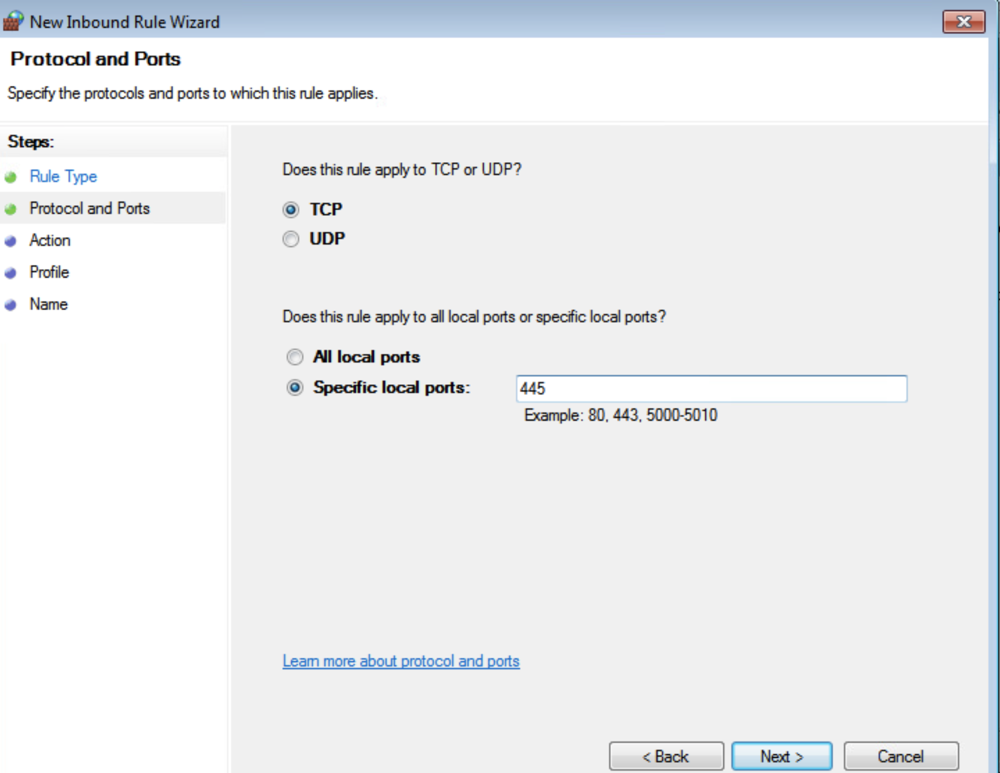 New Inbound Rule Wizard
Protocol and Ports
Specify the protocols and ports to which this rule applies.
Steps:
Rule Type
Protocol and Ports
Action
Profile
Name
Does this rule apply to TCP or UDP?
TCP
UDP
Does this rule apply to all local ports or specific local ports?
All local ports
Specific local ports: 445
Example: 80, 443, 5000-5010
Learn more about protocol and ports
< Back Next > Cancel